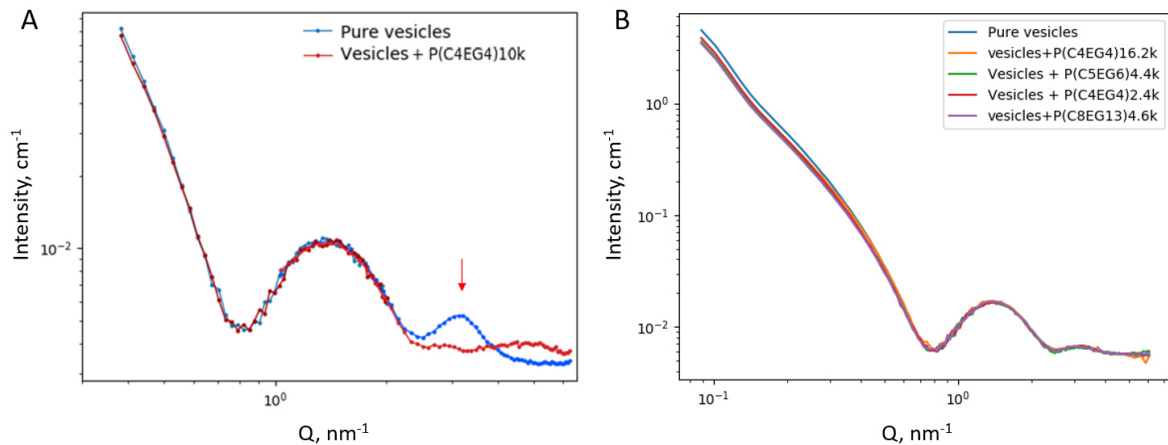 A
Pure vesicles
Vesicles + P(C4EG4)10k
Intensity, cm⁻¹
10⁻²
10⁰
Q, nm⁻¹
B
Pure vesicles
vesicles+P(C4EG4)16.2k
Vesicles + P(C5EG6)4.4k
Vesicles + P(C4EG4)2.4k
vesicles+P(C8EG13)4.6k
Intensity, cm⁻¹
10⁰
10⁻¹
10⁻²
10⁻¹
10⁰
Q, nm⁻¹